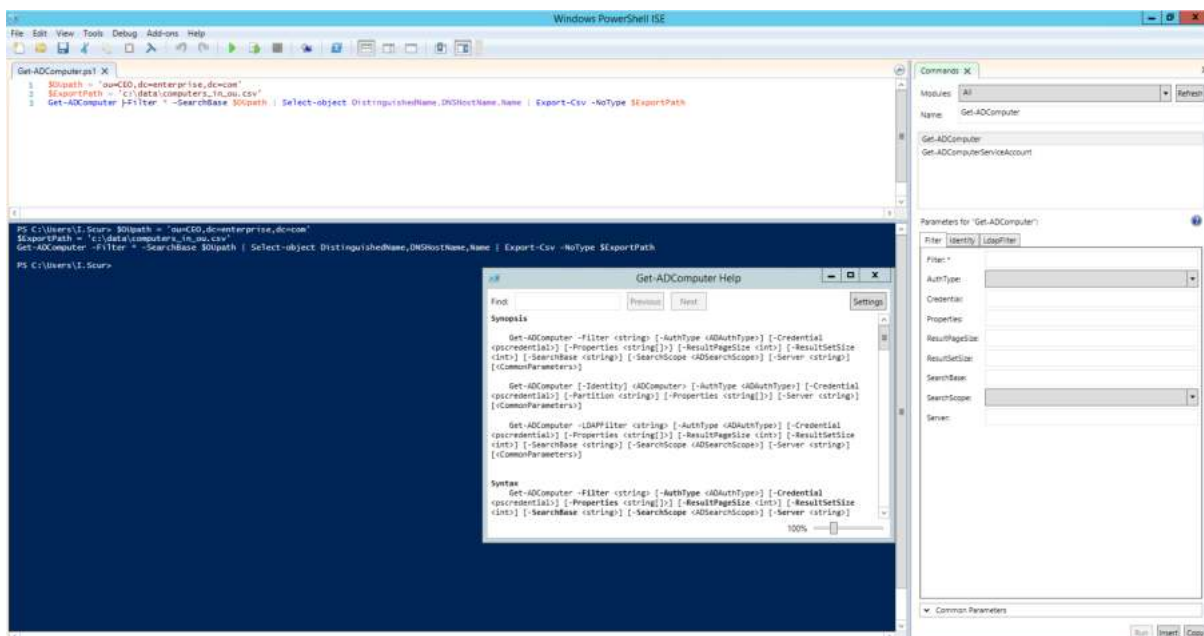 Windows PowerShell ISE
File Edit View Tools Debug Add-ons Help
Get-ADComputer.ps1 X
1 $OUpath = 'ou=CEO,dc=enterprise,dc=com'
2 $ExportPath = 'c:\data\computers_in_ou.csv'
3 Get-ADComputer -Filter * -SearchBase $OUpath | Select-object DistinguishedName,DNSHostName,Name | Export-Csv -NoType $ExportPath
PS C:\Users\I.Scur> $OUpath = 'ou=CEO,dc=enterprise,dc=com'
$ExportPath = 'c:\data\computers_in_ou.csv'
Get-ADComputer -Filter * -SearchBase $OUpath | Select-object DistinguishedName,DNSHostName,Name | Export-Csv -NoType $ExportPath
PS C:\Users\I.Scur>
Get-ADComputer Help
Find:
Previous
Next
Settings
Synopsis
Get-ADComputer -Filter <string> [-AuthType <ADAuthType>] [-Credential
<pscredential>] [-Properties <string[]>] [-ResultPageSize <int>] [-ResultSetSize
<int>] [-SearchBase <string>] [-SearchScope <ADSearchScope>] [-Server <string>]
[<CommonParameters>]
Get-ADComputer [-Identity] <ADComputer> [-AuthType <ADAuthType>] [-Credential
<pscredential>] [-Partition <string>] [-Properties <string[]>] [-Server <string>]
[<CommonParameters>]
Get-ADComputer -LDAPFilter <string> [-AuthType <ADAuthType>] [-Credential
<pscredential>] [-Properties <string[]>] [-ResultPageSize <int>] [-ResultSetSize
<int>] [-SearchBase <string>] [-SearchScope <ADSearchScope>] [-Server <string>]
[<CommonParameters>]
Syntax
Get-ADComputer -Filter <string> [-AuthType <ADAuthType>] [-Credential
<pscredential>] [-Properties <string[]>] [-ResultPageSize <int>] [-ResultSetSize
<int>] [-SearchBase <string>] [-SearchScope <ADSearchScope>] [-Server <string>]
100%
Commands X
Modules: All
Refresh
Name: Get-ADComputer
Get-ADComputer
Get-ADComputerServiceAccount
Parameters for "Get-ADComputer":
Filter Identity LdapFilter
Filter: *
AuthType:
Credential:
Properties:
ResultPageSize:
ResultSetSize:
SearchBase:
SearchScope:
Server:
Common Parameters
Run Insert Copy